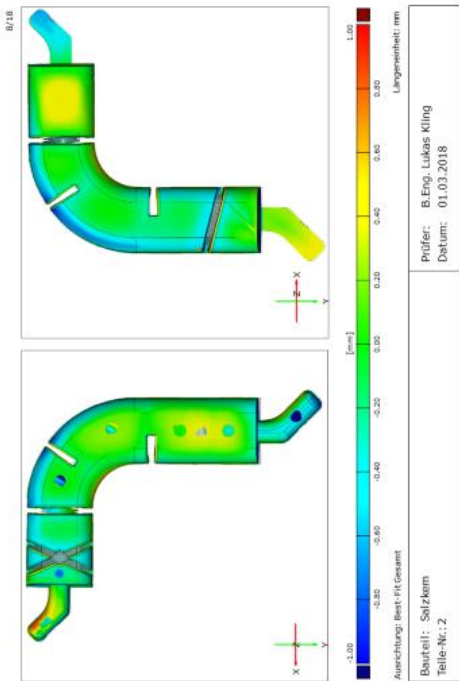 8/18
X
Z
Y
X
Z
Y
Längeneinheit: mm
1.00
0.80
0.60
0.40
0.20
0.00
[mm]
-0.20
-0.40
-0.60
-0.80
-1.00
Ausrichtung: Best-Fit Gesamt
Bauteil: Salzkern
Teile-Nr.: 2
Prüfer: B.Eng. Lukas Kling
Datum: 01.03.2018